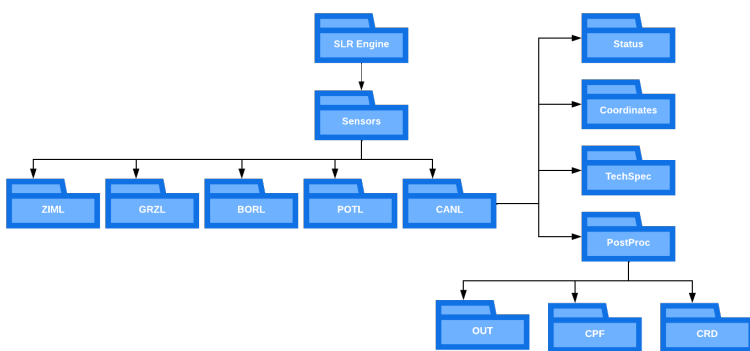 SLR Engine
Status
Coordinates
Sensors
TechSpec
ZIML
GRZL
BORL
POTL
CANL
PostProc
OUT
CPF
CRD